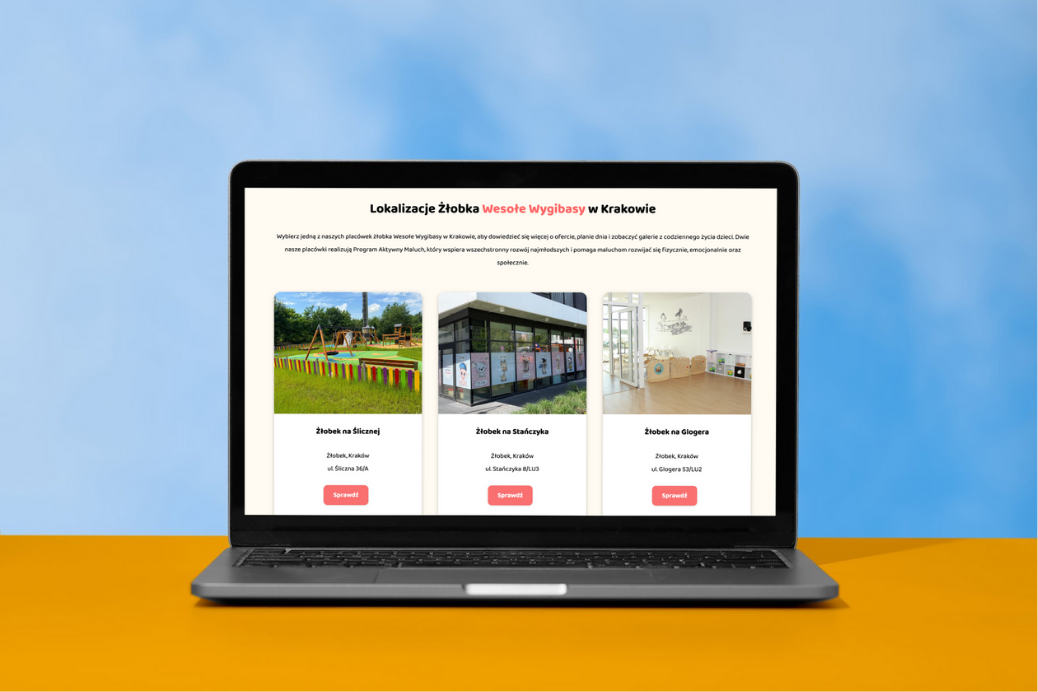 Lokalizacje Żłobka Wesołe Wygibasy w Krakowie
Wybierz jedną z naszych placówek żłobka Wesołe Wygibasy w Krakowie, aby dowiedzieć się więcej o ofercie, planie dnia i zobaczyć galerie z codziennego życia dzieci. Dwie
nasze placówki realizują Program Aktywny Maluch, który wspiera wszechstronny rozwój najmłodszych i pomaga maluchom rozwijać się fizycznie, emocjonalnie oraz
społecznie.
Żłobek na Ślicznej
Żłobek, Kraków
ul. Śliczna 36/A
Sprawdź
Żłobek na Stańczyka
Żłobek, Kraków
ul. Stańczyka 8/LU3
Sprawdź
Żłobek na Glogera
Żłobek, Kraków
ul. Glogera 53/LU2
Sprawdź